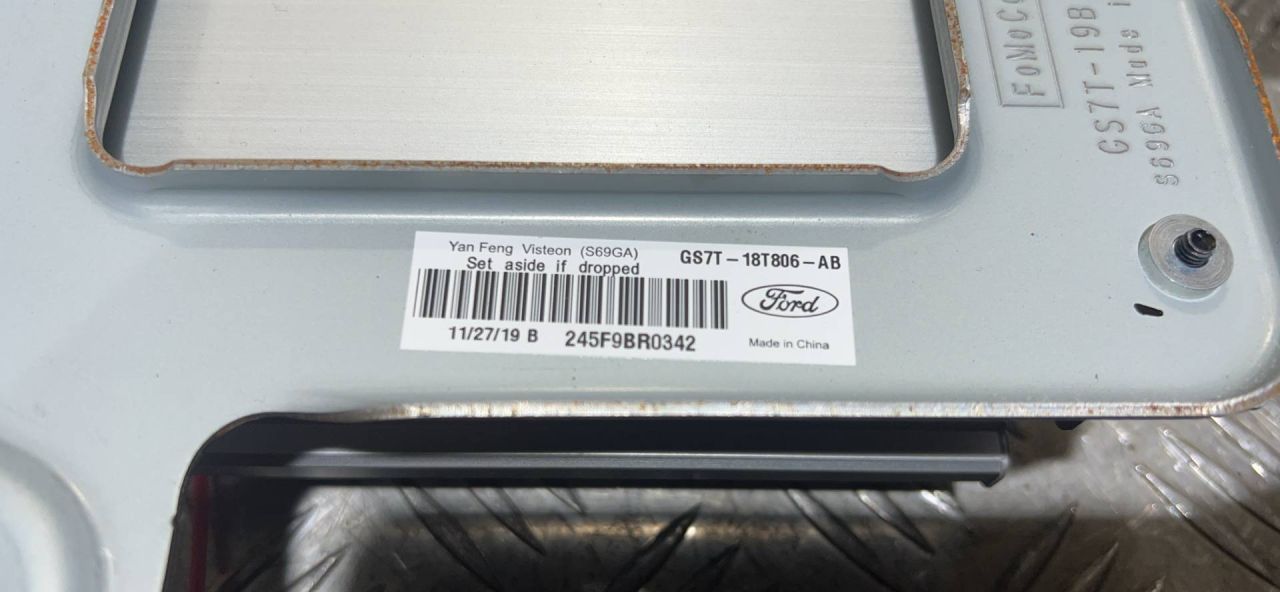 Yan Feng Visteon (S69GA)
Set aside if dropped
GS7T-18T806-AB
Ford
11/27/19 B 245F9BR0342
Made in China
GS7T-19B
S69GA Made